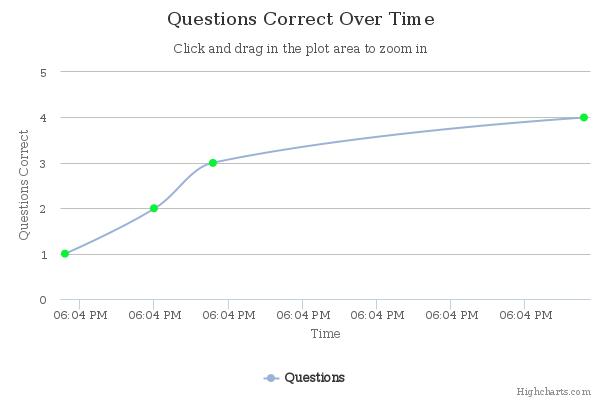 Questions Correct Over Time
Click and drag in the plot area to zoom in
5
4
3
2
1
0
Questions Correct
06:04 PM 06:04 PM 06:04 PM 06:04 PM 06:04 PM 06:04 PM 06:04 PM
Time
Questions
Highcharts.com